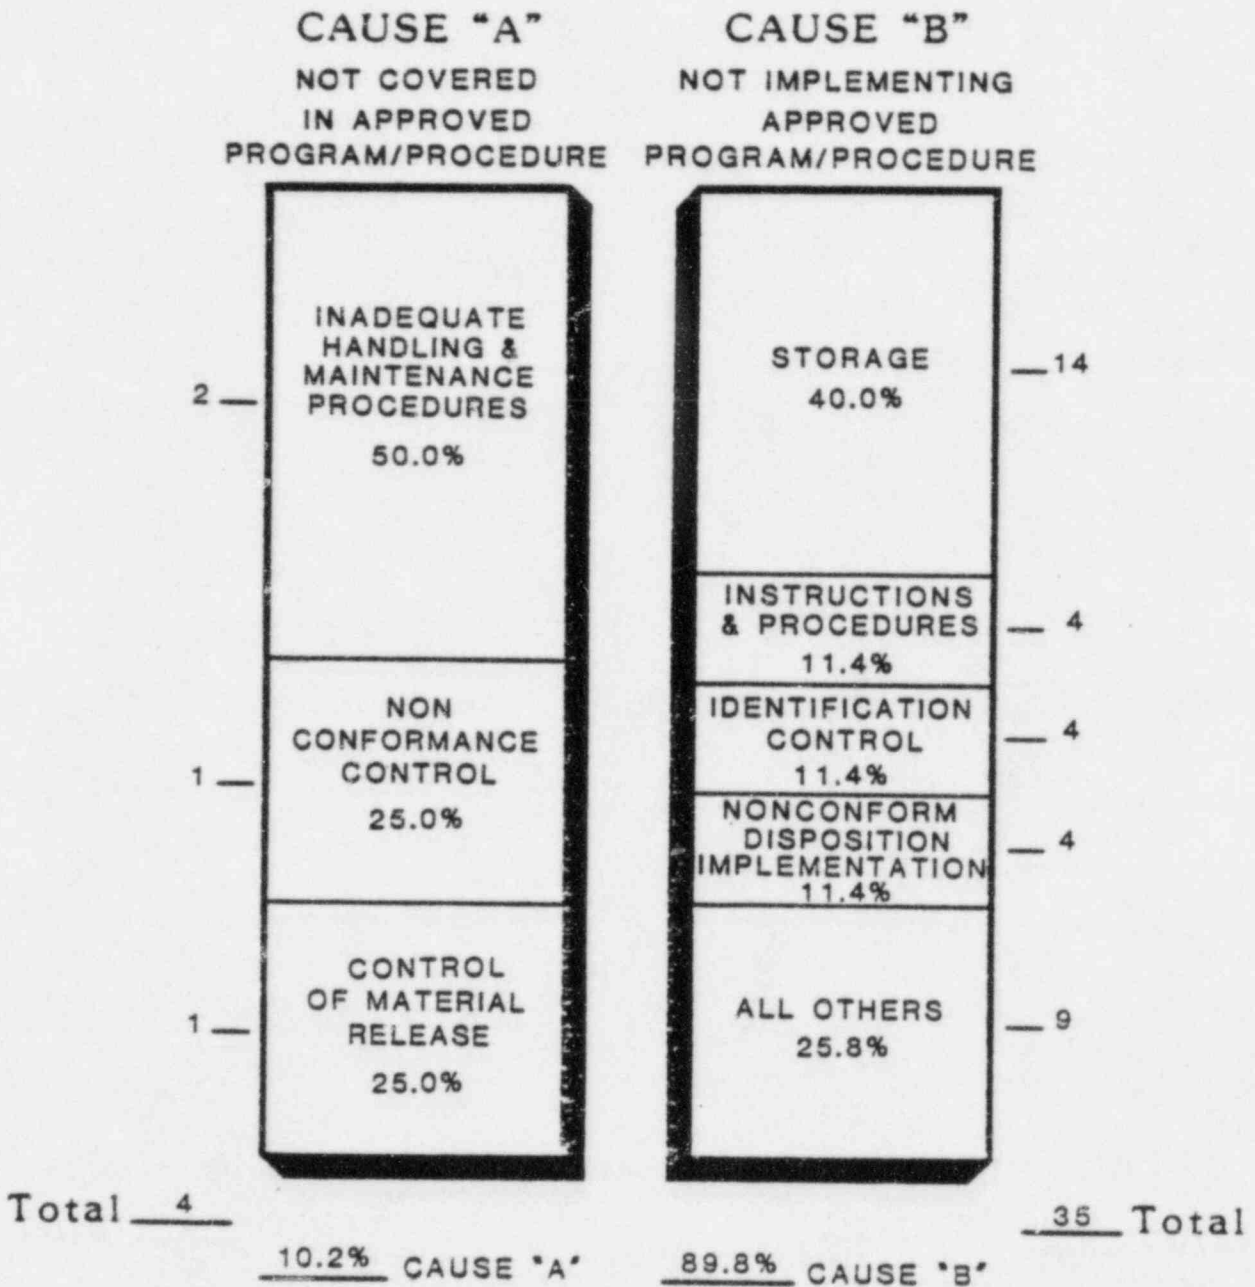 CAUSE "A"
NOT COVERED
IN APPROVED
PROGRAM/PROCEDURE
2
INADEQUATE
HANDLING &
MAINTENANCE
PROCEDURES
50.0%
1
NON
CONFORMANCE
CONTROL
25.0%
1
CONTROL
OF MATERIAL
RELEASE
25.0%
Total 4
10.2% CAUSE "A"
CAUSE "B"
NOT IMPLEMENTING
APPROVED
PROGRAM/PROCEDURE
STORAGE
40.0%
14
INSTRUCTIONS
& PROCEDURES
11.4%
4
IDENTIFICATION
CONTROL
11.4%
4
NONCONFORM
DISPOSITION
IMPLEMENTATION
11.4%
4
ALL OTHERS
25.8%
9
35 Total
89.8% CAUSE "B"